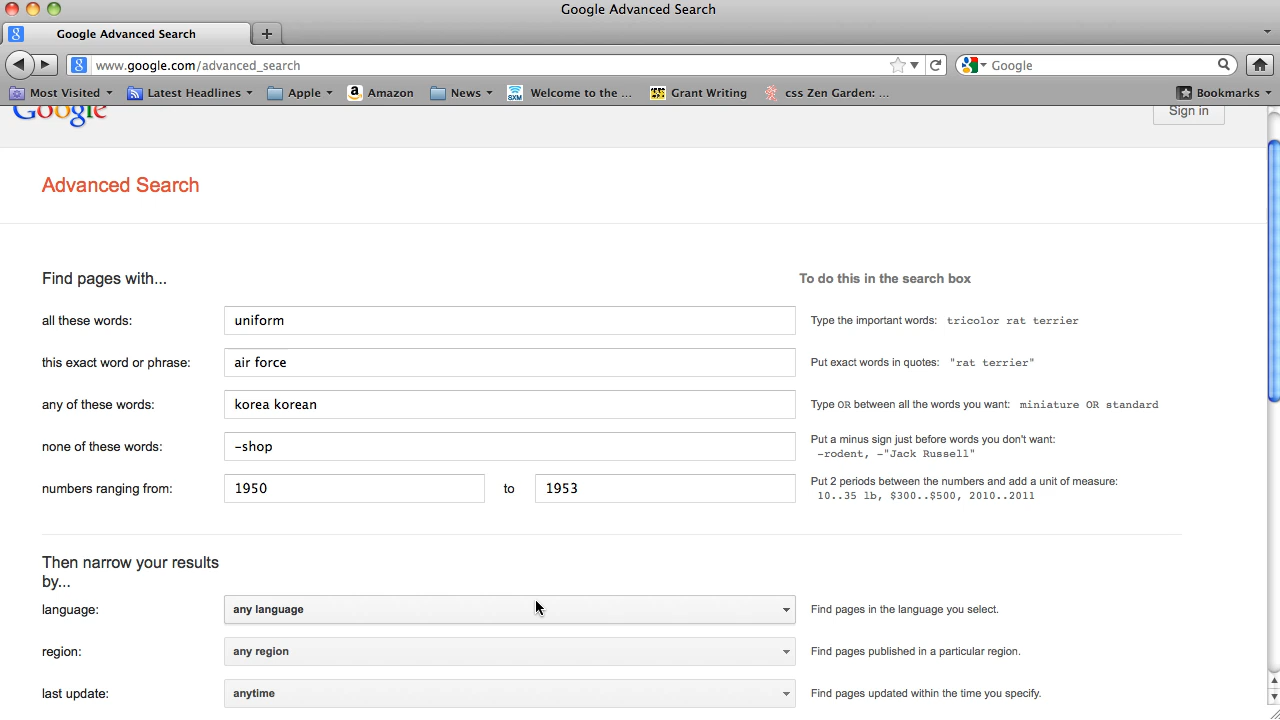 Google Advanced Search
Google Advanced Search
www.google.com/advanced_search
Google
Most Visited
Latest Headlines
Apple
Amazon
News
Welcome to the ...
Grant Writing
css Zen Garden: ...
Bookmarks
Google
Sign in
Advanced Search
Find pages with...
To do this in the search box
all these words:
uniform
Type the important words: tricolor rat terrier
this exact word or phrase:
air force
Put exact words in quotes: "rat terrier"
any of these words:
korea korean
Type OR between all the words you want: miniature OR standard
none of these words:
-shop
Put a minus sign just before words you don't want:
-rodent, -"Jack Russell"
numbers ranging from:
1950
to
1953
Put 2 periods between the numbers and add a unit of measure:
10..35 lb, $300..$500, 2010..2011
Then narrow your results
by...
language:
any language
Find pages in the language you select.
region:
any region
Find pages published in a particular region.
last update:
anytime
Find pages updated within the time you specify.